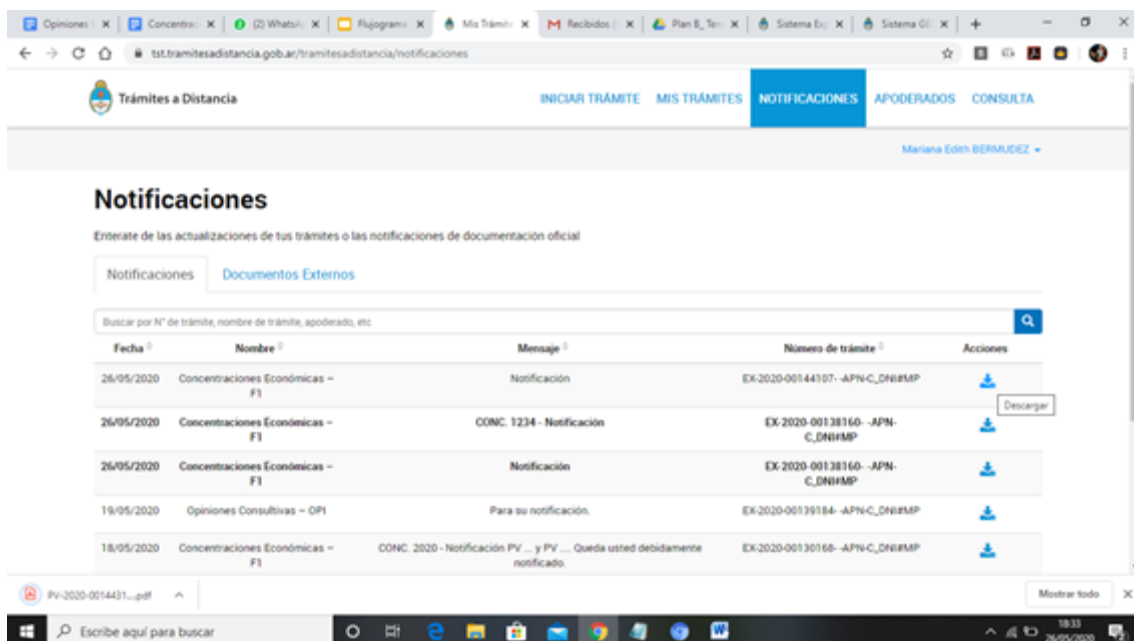 Opiniones
Concentrac
(2) WhatsA
Flujograma
Mis Trámite
Recibidos (
Plan B_Ter
Sistema Ex
Sistema GE
tst.tramitesadistancia.gob.ar/tramitesadistancia/notificaciones
Trámites a Distancia
INICIAR TRÁMITE MIS TRÁMITES NOTIFICACIONES APODERADOS CONSULTA
Mariana Edith BERMUDEZ
Notificaciones
Enterate de las actualizaciones de tus trámites o las notificaciones de documentación oficial
Notificaciones Documentos Externos
Buscar por N° de trámite, nombre de trámite, apoderado, etc
Fecha Nombre Mensaje Número de trámite Acciones
26/05/2020 Concentraciones Económicas – Notificación EX-2020-00144107- -APN-C_DNI#MP
F1
Descargar
26/05/2020 Concentraciones Económicas – CONC. 1234 - Notificación EX-2020-00138160- -APN-
F1 C_DNI#MP
26/05/2020 Concentraciones Económicas – Notificación EX-2020-00138160- -APN-
F1 C_DNI#MP
19/05/2020 Opiniones Consultivas – OPI Para su notificación. EX-2020-00139184- -APN-C_DNI#MP
18/05/2020 Concentraciones Económicas – CONC. 2020 - Notificación PV ... y PV .... Queda usted debidamente EX-2020-00130168- -APN-C_DNI#MP
F1 notificado.
PV-2020-0014431....pdf Mostrar todo
Escribe aquí para buscar
18:33
26/05/2020